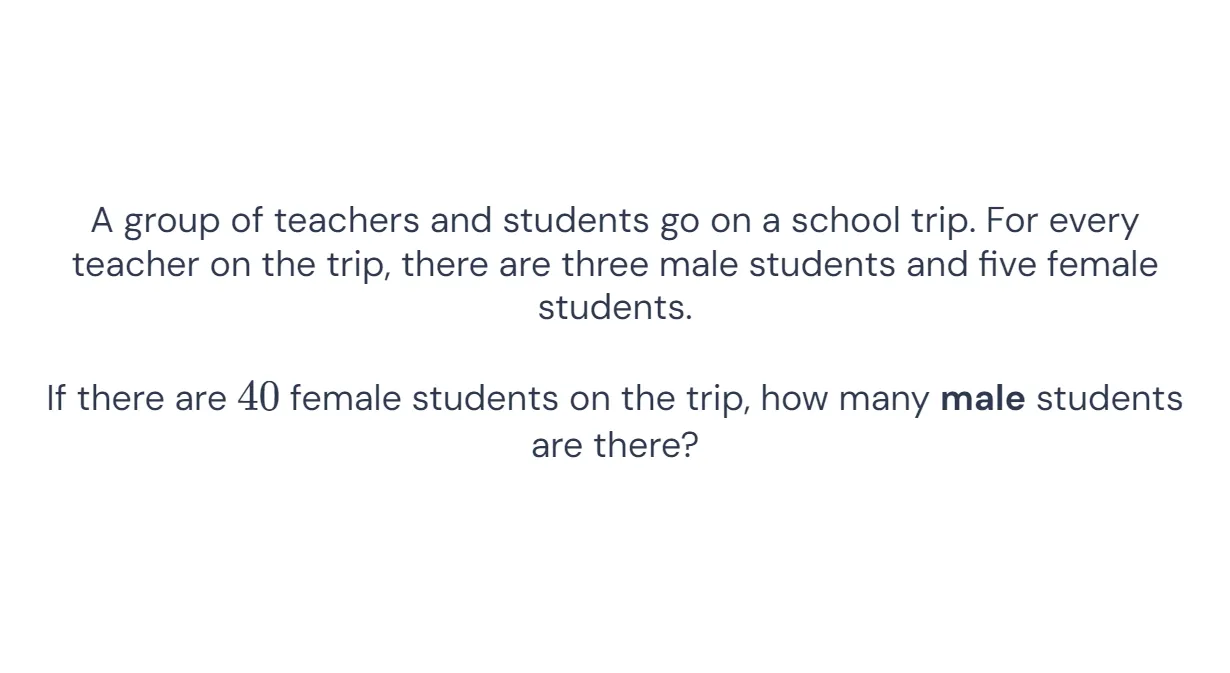 A group of teachers and students go on a school trip. For every
teacher on the trip, there are three male students and five female
students.
If there are 40 female students on the trip, how many male students
are there?